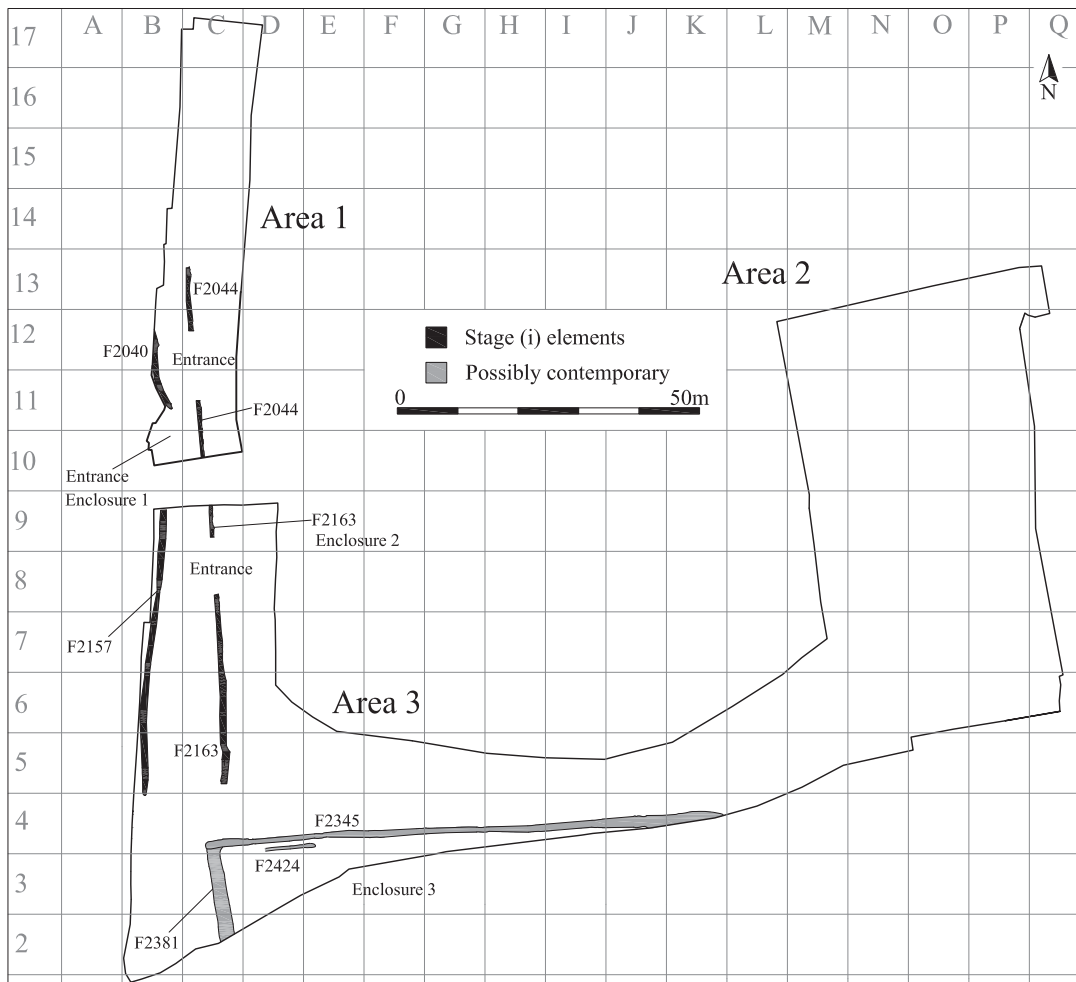 A B C D E F G H I J K L M N O P Q
17
16
15
14
13
12
11
10
9
8
7
6
5
4
3
2
N
Area 1
Area 2
F2044
F2040
Entrance
Stage (i) elements
Possibly contemporary
0 50m
F2044
Entrance
Enclosure 1
F2163
Enclosure 2
Entrance
F2157
Area 3
F2163
F2345
F2424
Enclosure 3
F2381